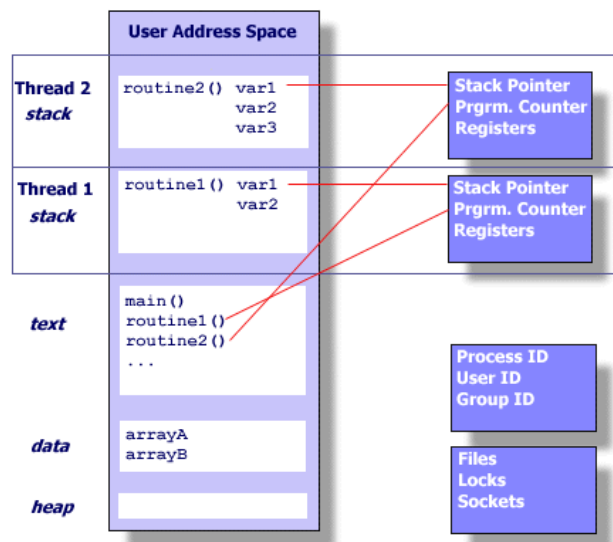 User Address Space
Thread 2
stack
routine2() var1
var2
var3
Stack Pointer
Prgrm. Counter
Registers
Thread 1
stack
routine1() var1
var2
Stack Pointer
Prgrm. Counter
Registers
text
main()
routine1()
routine2()
...
Process ID
User ID
Group ID
data
arrayA
arrayB
Files
Locks
Sockets
heap